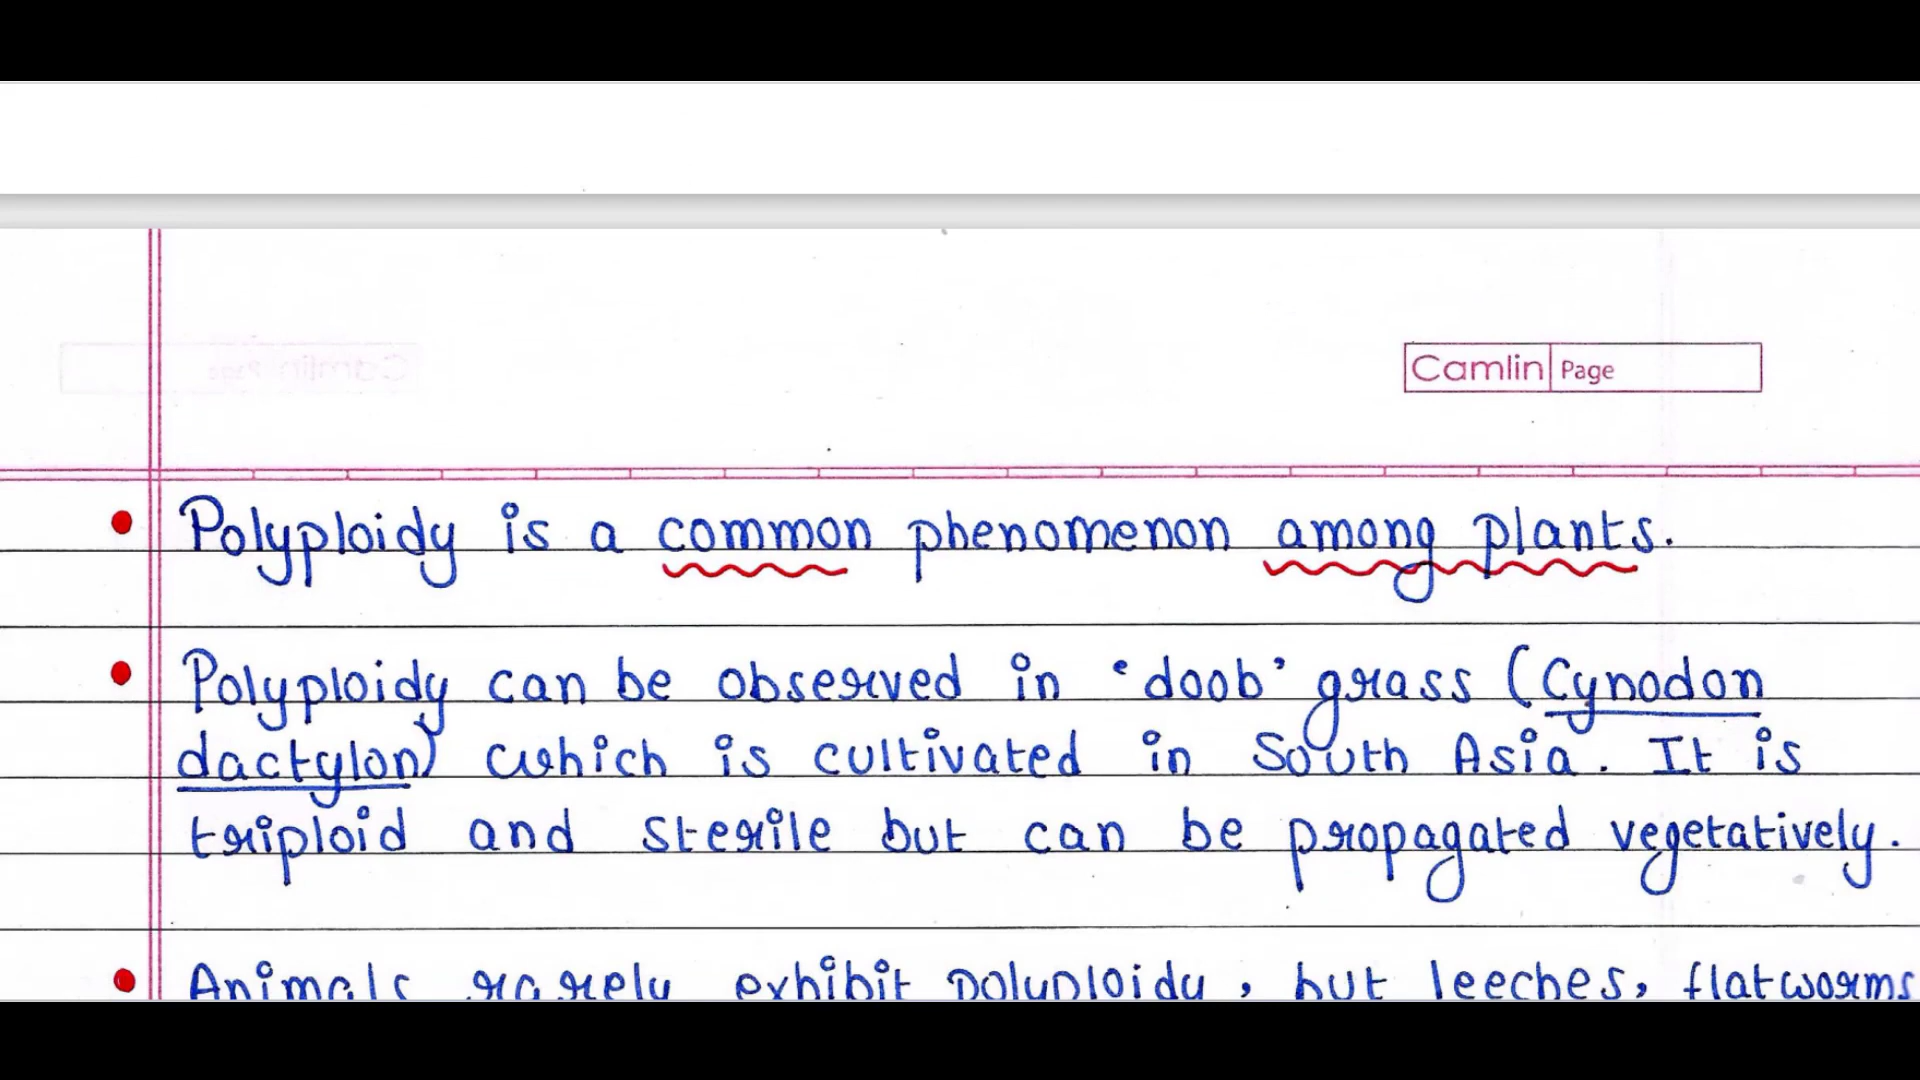 Camlin Page
• Polyploidy is a common phenomenon among plants.
• Polyploidy can be observed in 'doob' grass (Cynodon
dactylon) which is cultivated in South Asia. It is
triploid and sterile but can be propagated vegetatively.
• Animals rarely exhibit polyploidy, but leeches, flatworms